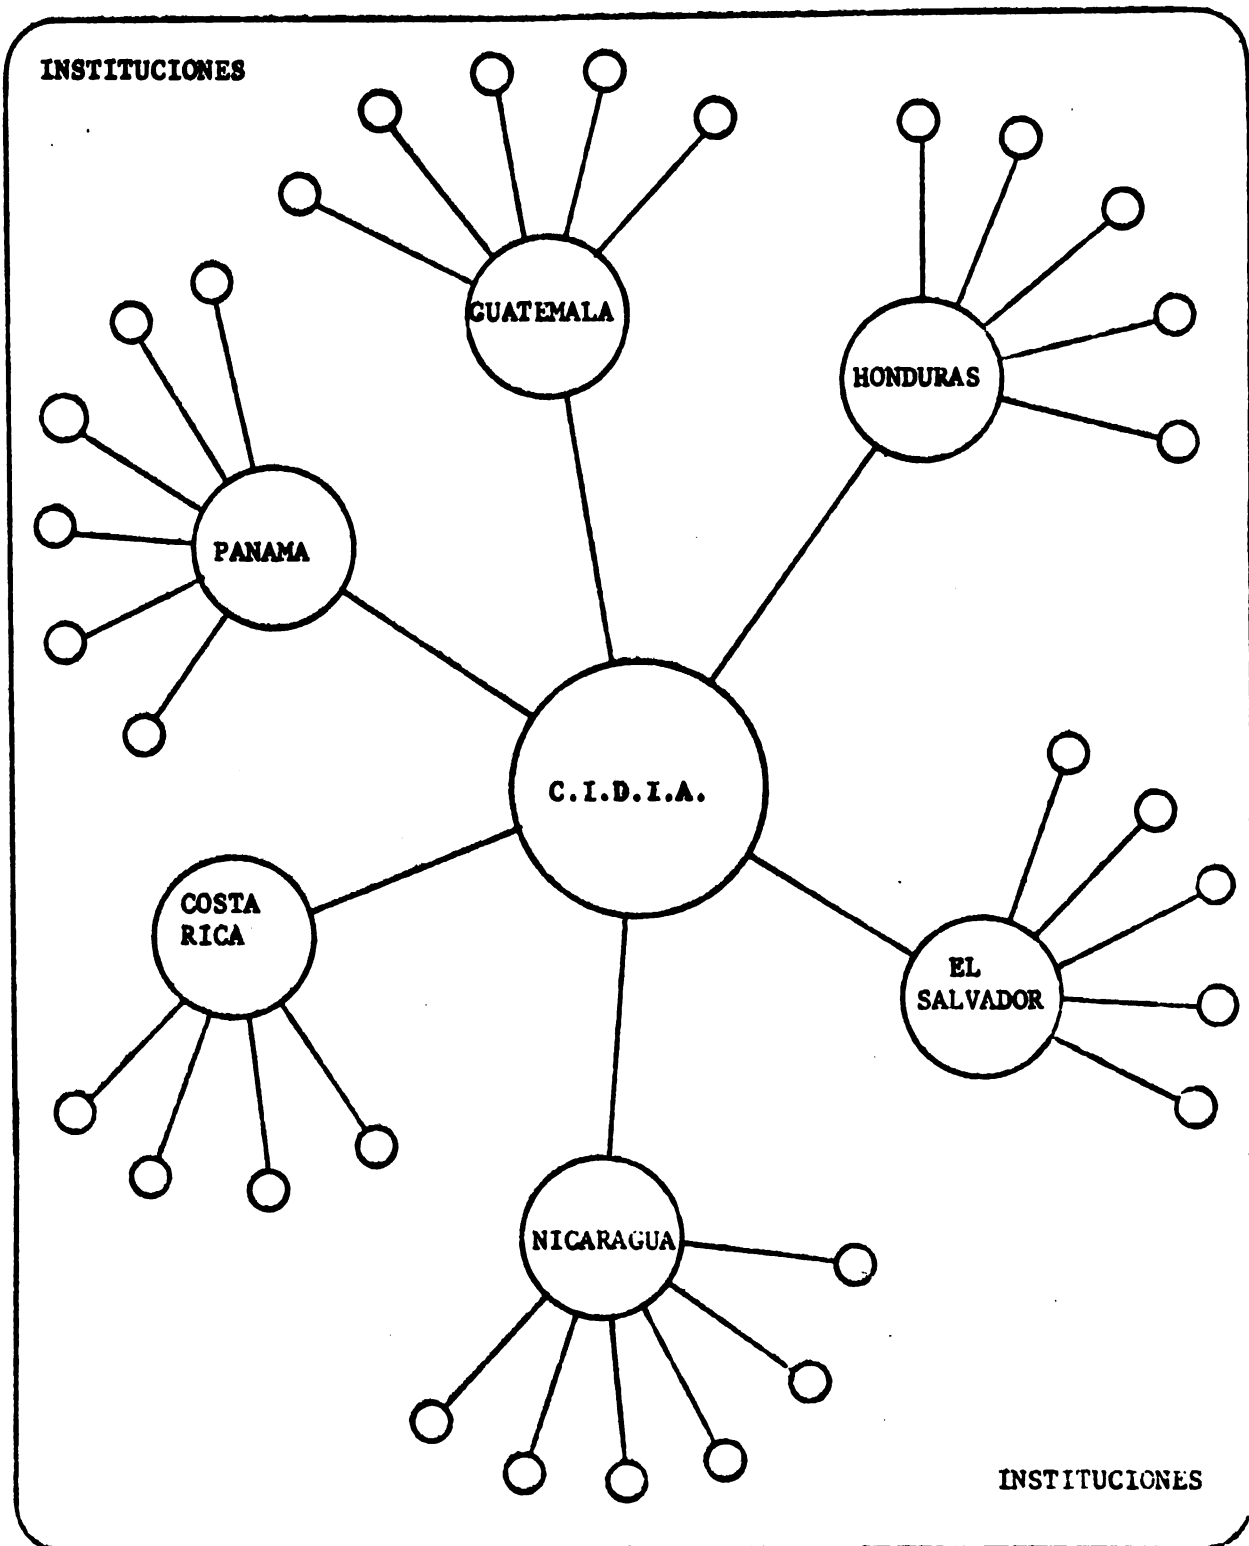 INSTITUCIONES
GUATEMALA
HONDURAS
PANAMA
C.I.D.I.A.
COSTA
RICA
EL
SALVADOR
NICARAGUA
INSTITUCIONES